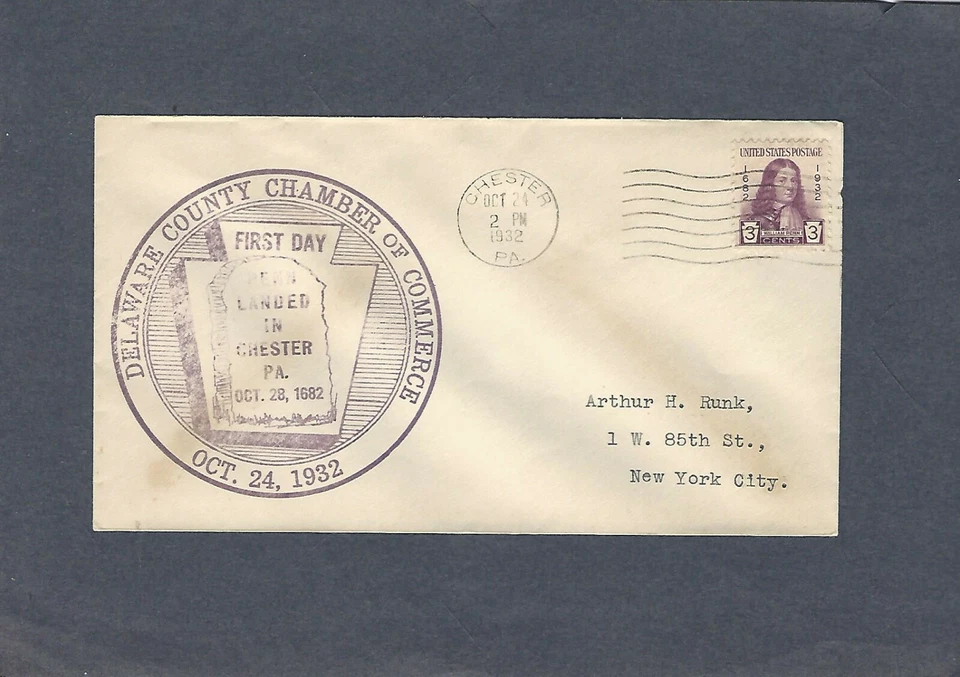 DELAWARE COUNTY CHAMBER OF COMMERCE
FIRST DAY
PENN
LANDED
IN
CHESTER
PA.
OCT. 28, 1682
OCT. 24, 1932
CHESTER
OCT 24
2 PM
1932
PA.
UNITED STATES POSTAGE
1682
1932
WILLIAM PENN
3 CENTS 3
Arthur H. Runk,
1 W. 85th St.,
New York City.